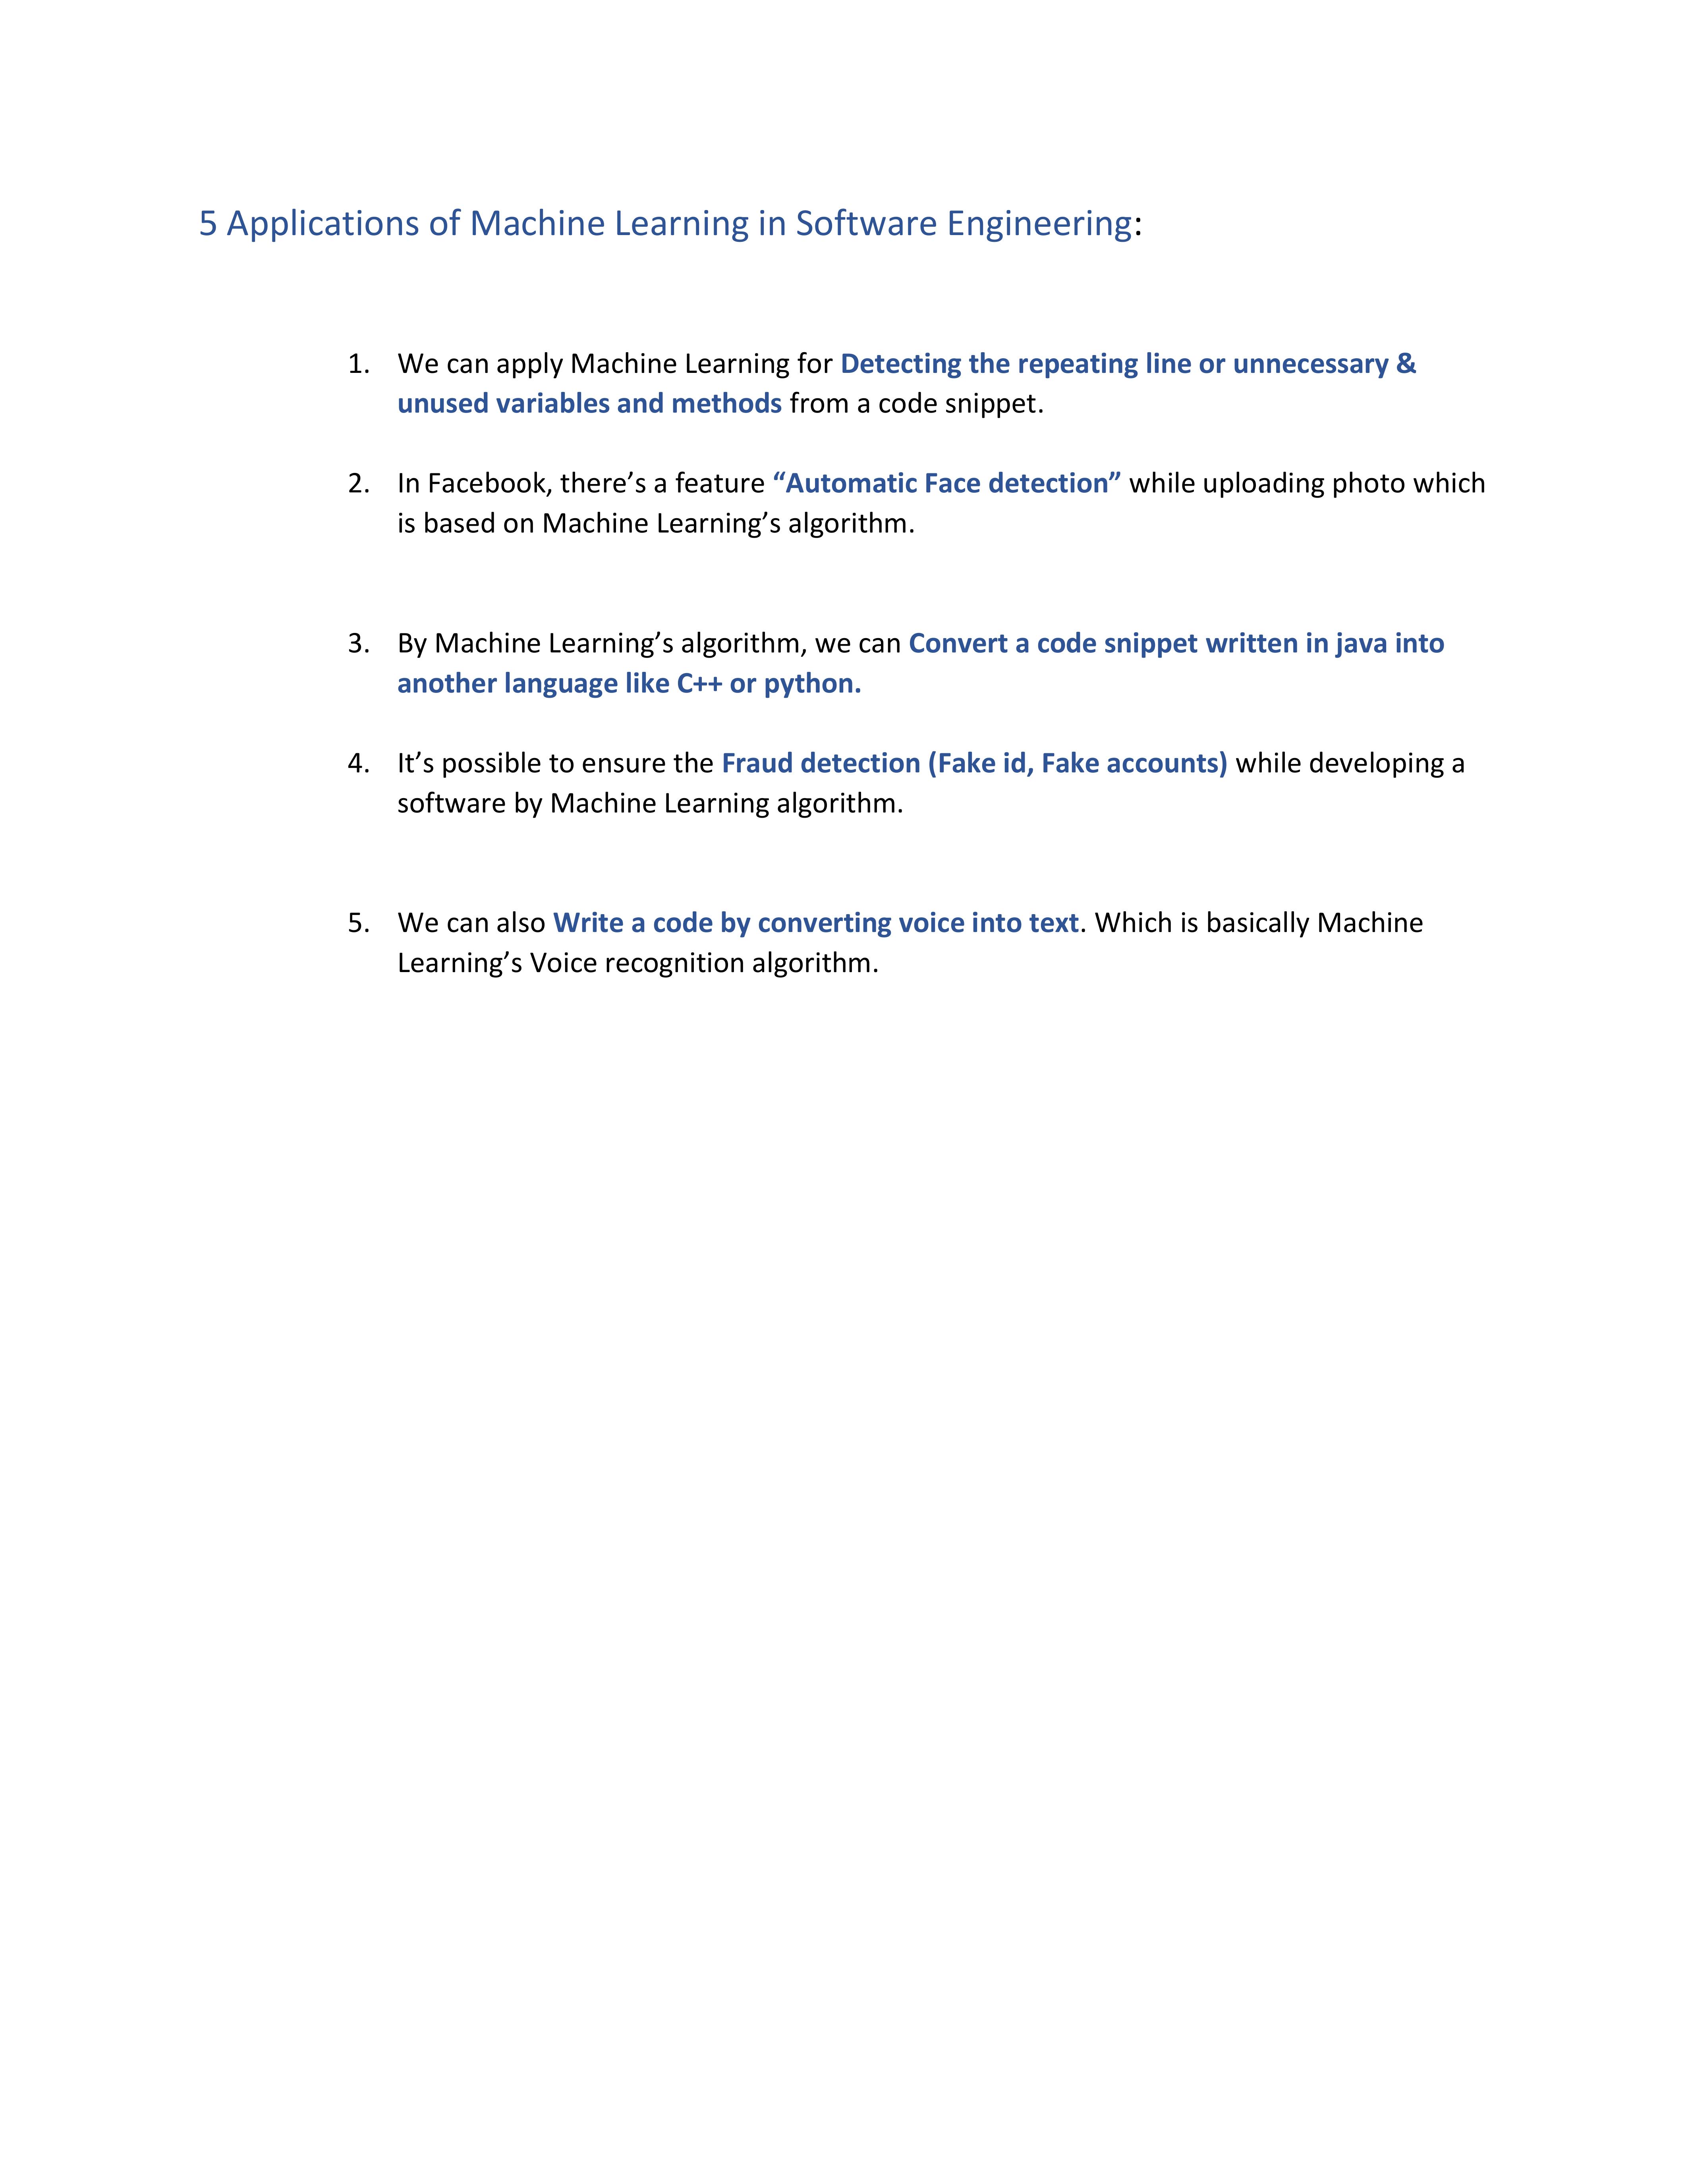 5 Applications of Machine Learning in Software Engineering:
1. We can apply Machine Learning for Detecting the repeating line or unnecessary &
unused variables and methods from a code snippet.
2. In Facebook, there’s a feature “Automatic Face detection” while uploading photo which
is based on Machine Learning’s algorithm.
3. By Machine Learning’s algorithm, we can Convert a code snippet written in java into
another language like C++ or python.
4. It’s possible to ensure the Fraud detection (Fake id, Fake accounts) while developing a
software by Machine Learning algorithm.
5. We can also Write a code by converting voice into text. Which is basically Machine
Learning’s Voice recognition algorithm.